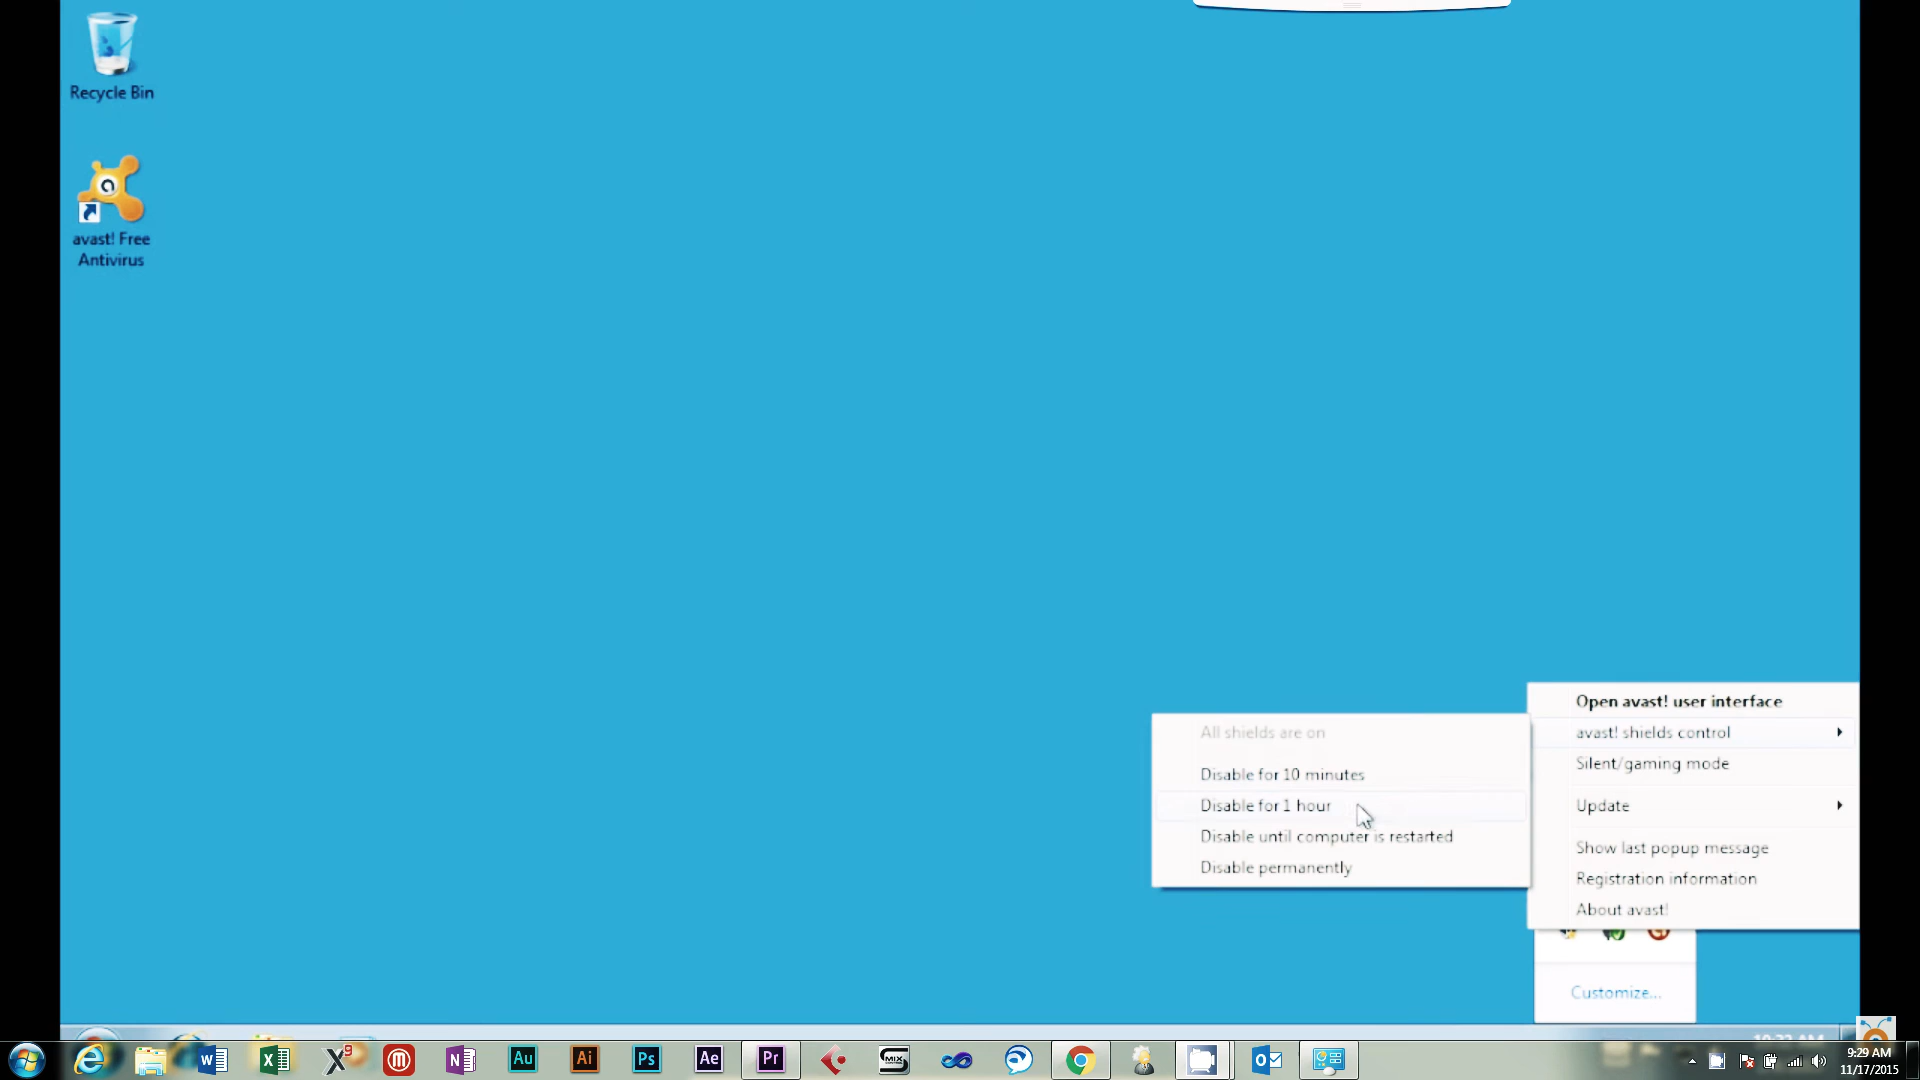 Recycle Bin
avast! Free
Antivirus
Open avast! user interface
avast! shields control
Silent/gaming mode
Update
Show last popup message
Registration information
About avast!
All shields are on
Disable for 10 minutes
Disable for 1 hour
Disable until computer is restarted
Disable permanently
Customize...
W
X
X9
m
N
Au
Ai
Ps
Ae
Pr
MIX
O
9:29 AM
11/17/2015